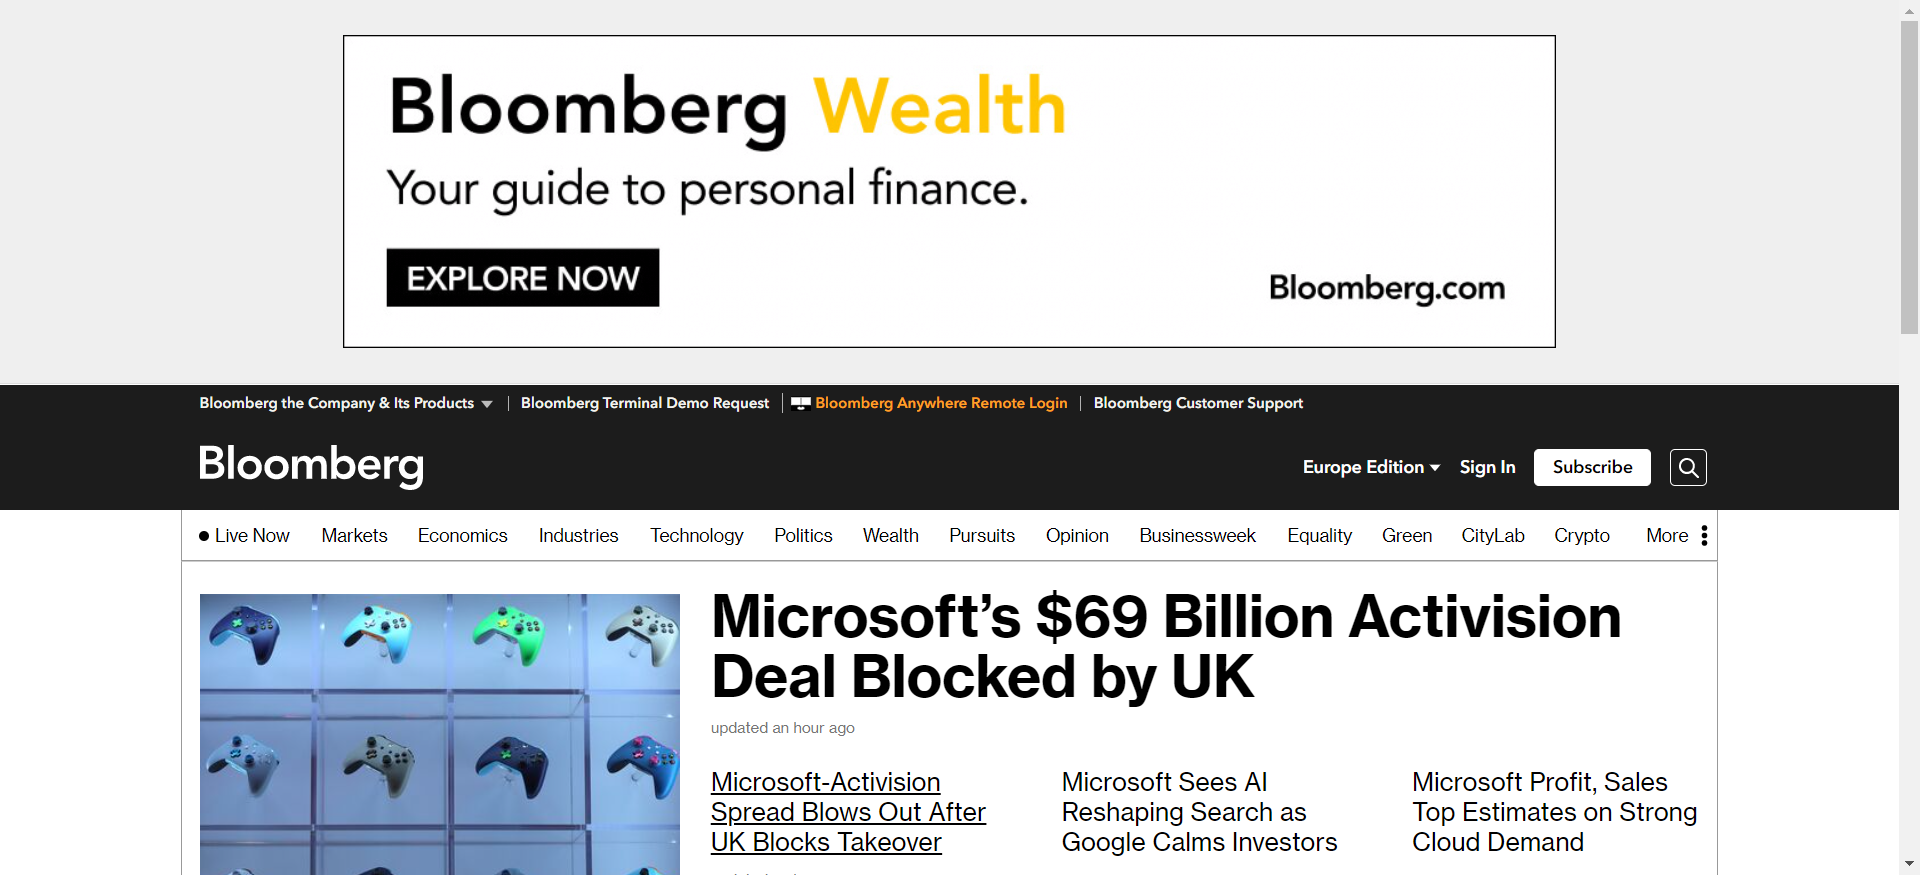 Bloomberg Wealth
Your guide to personal finance.
EXPLORE NOW
Bloomberg.com
Bloomberg the Company & Its Products
Bloomberg Terminal Demo Request
Bloomberg Anywhere Remote Login
Bloomberg Customer Support
Bloomberg
Europe Edition
Sign In
Subscribe
Live Now
Markets
Economics
Industries
Technology
Politics
Wealth
Pursuits
Opinion
Businessweek
Equality
Green
CityLab
Crypto
More
Microsoft’s $69 Billion Activision
Deal Blocked by UK
updated an hour ago
Microsoft-Activision
Spread Blows Out After
UK Blocks Takeover
Microsoft Sees AI
Reshaping Search as
Google Calms Investors
Microsoft Profit, Sales
Top Estimates on Strong
Cloud Demand